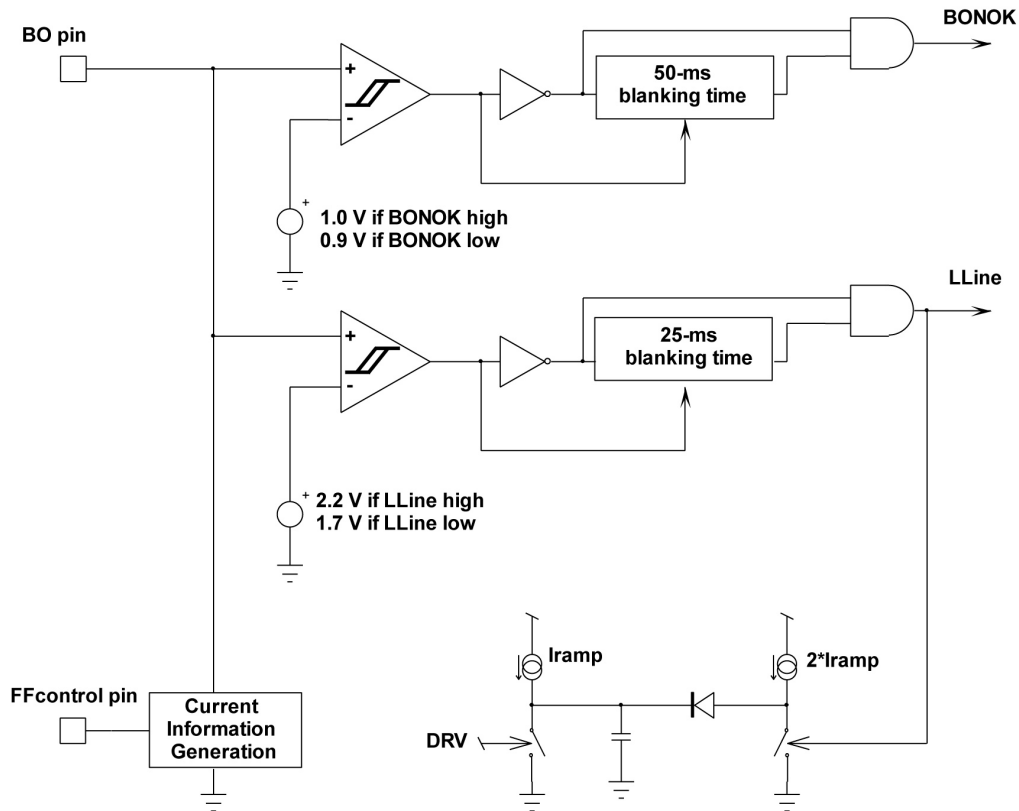 BONOK
BO pin
+
50-ms
blanking time
-
+
1.0 V if BONOK high
0.9 V if BONOK low
LLine
+
25-ms
blanking time
-
+
2.2 V if LLine high
1.7 V if LLine low
Iramp
2*Iramp
FFcontrol pin
Current
Information
Generation
DRV